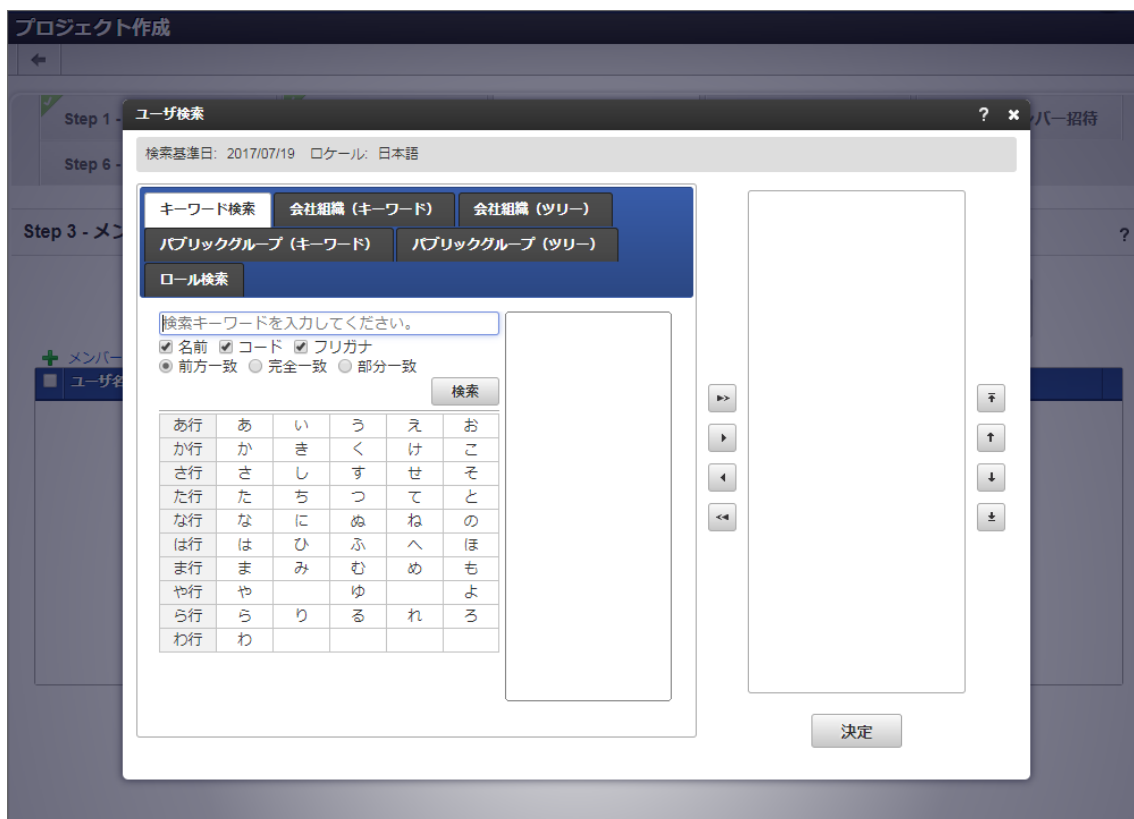 プロジェクト作成
Step 1 -
ンバー招待
Step 6 -
Step 3 - メン
?
メンバー
ユーザ名
ユーザ検索 ? ×
検索基準日: 2017/07/19 ロケール: 日本語
キーワード検索 会社組織（キーワード） 会社組織（ツリー）
パブリックグループ（キーワード） パブリックグループ（ツリー）
ロール検索
検索キーワードを入力してください。
名前 コード フリガナ
前方一致 完全一致 部分一致
検索
あ行 あ い う え お
か行 か き く け こ
さ行 さ し す せ そ
た行 た ち つ て と
な行 な に ぬ ね の
は行 は ひ ふ へ ほ
ま行 ま み む め も
や行 や ゆ よ
ら行 ら り る れ ろ
わ行 わ
決定